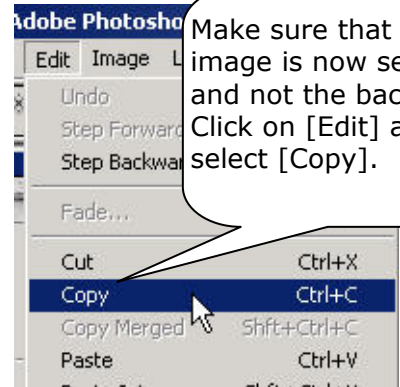 Adobe Photosho
Make sure that
Edit Image L
image is now se
and not the bac
Click on [Edit] a
select [Copy].
Undo
Step Forward
Step Backwa
Fade...
Cut Ctrl+X
Copy Ctrl+C
Copy Merged Shft+Ctrl+C
Paste Ctrl+V